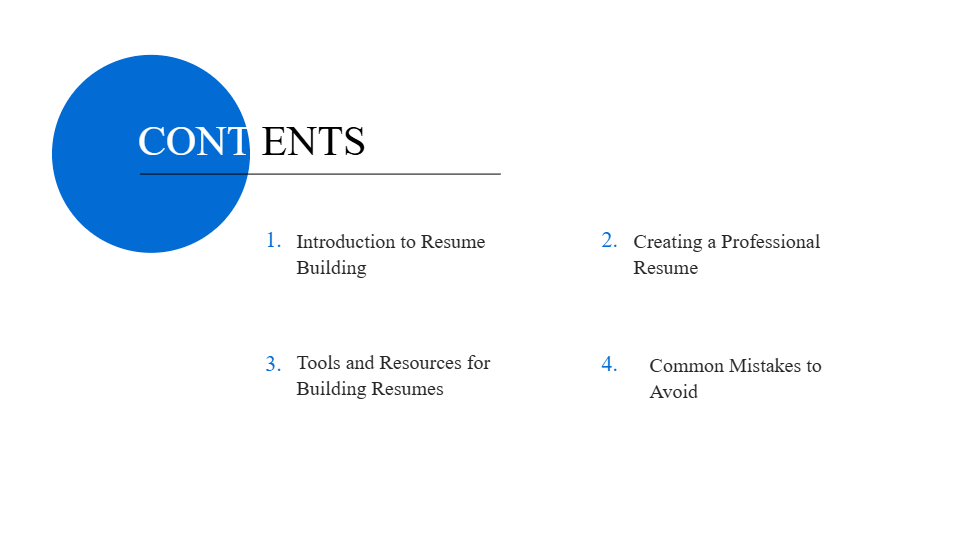 CONTENTS
1. Introduction to Resume
Building
2. Creating a Professional
Resume
3. Tools and Resources for
Building Resumes
4. Common Mistakes to
Avoid